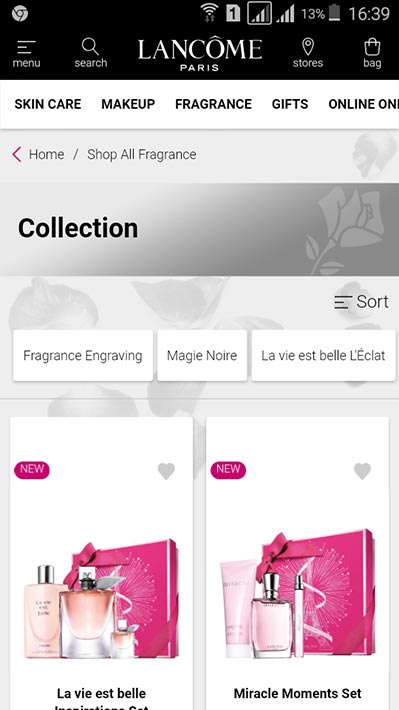 1
13%
16:39
menu
search
LANCÔME
PARIS
stores
bag
SKIN CARE MAKEUP FRAGRANCE GIFTS ONLINE ON
Home / Shop All Fragrance
Collection
Sort
Fragrance Engraving
Magie Noire
La vie est belle L'Éclat
NEW
NEW
La vie
est
belle
La vie est belle
Inspirations Set
Miracle Moments Set